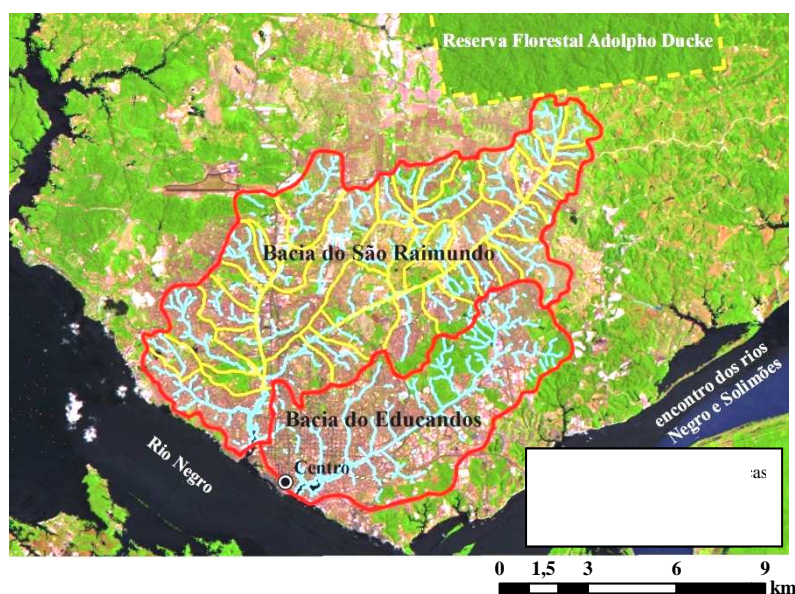 Reserva Florestal Adolpho Ducke
Bacia do São Raimundo
Bacia do Educandos
encontro dos rios
Negro e Solimões
Rio Negro
Centro
as
0 1,5 3 6 9
km